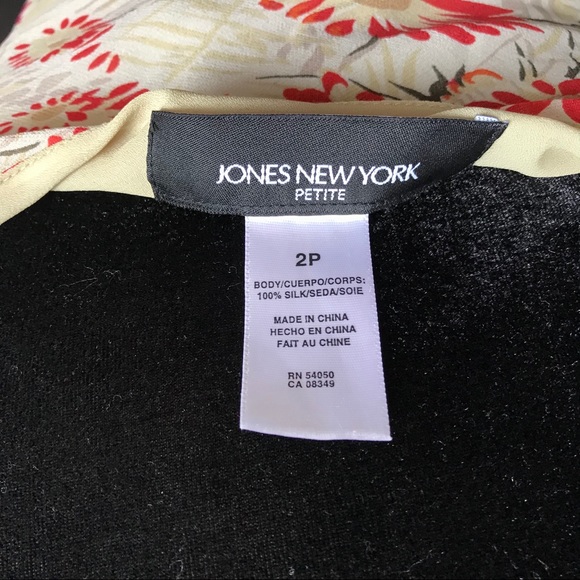 JONES NEW YORK
PETITE
2P
BODY/CUERPO/CORPS:
100% SILK/SEDA/SOIE
MADE IN CHINA
HECHO EN CHINA
FAIT AU CHINE
RN 54050
CA 08349